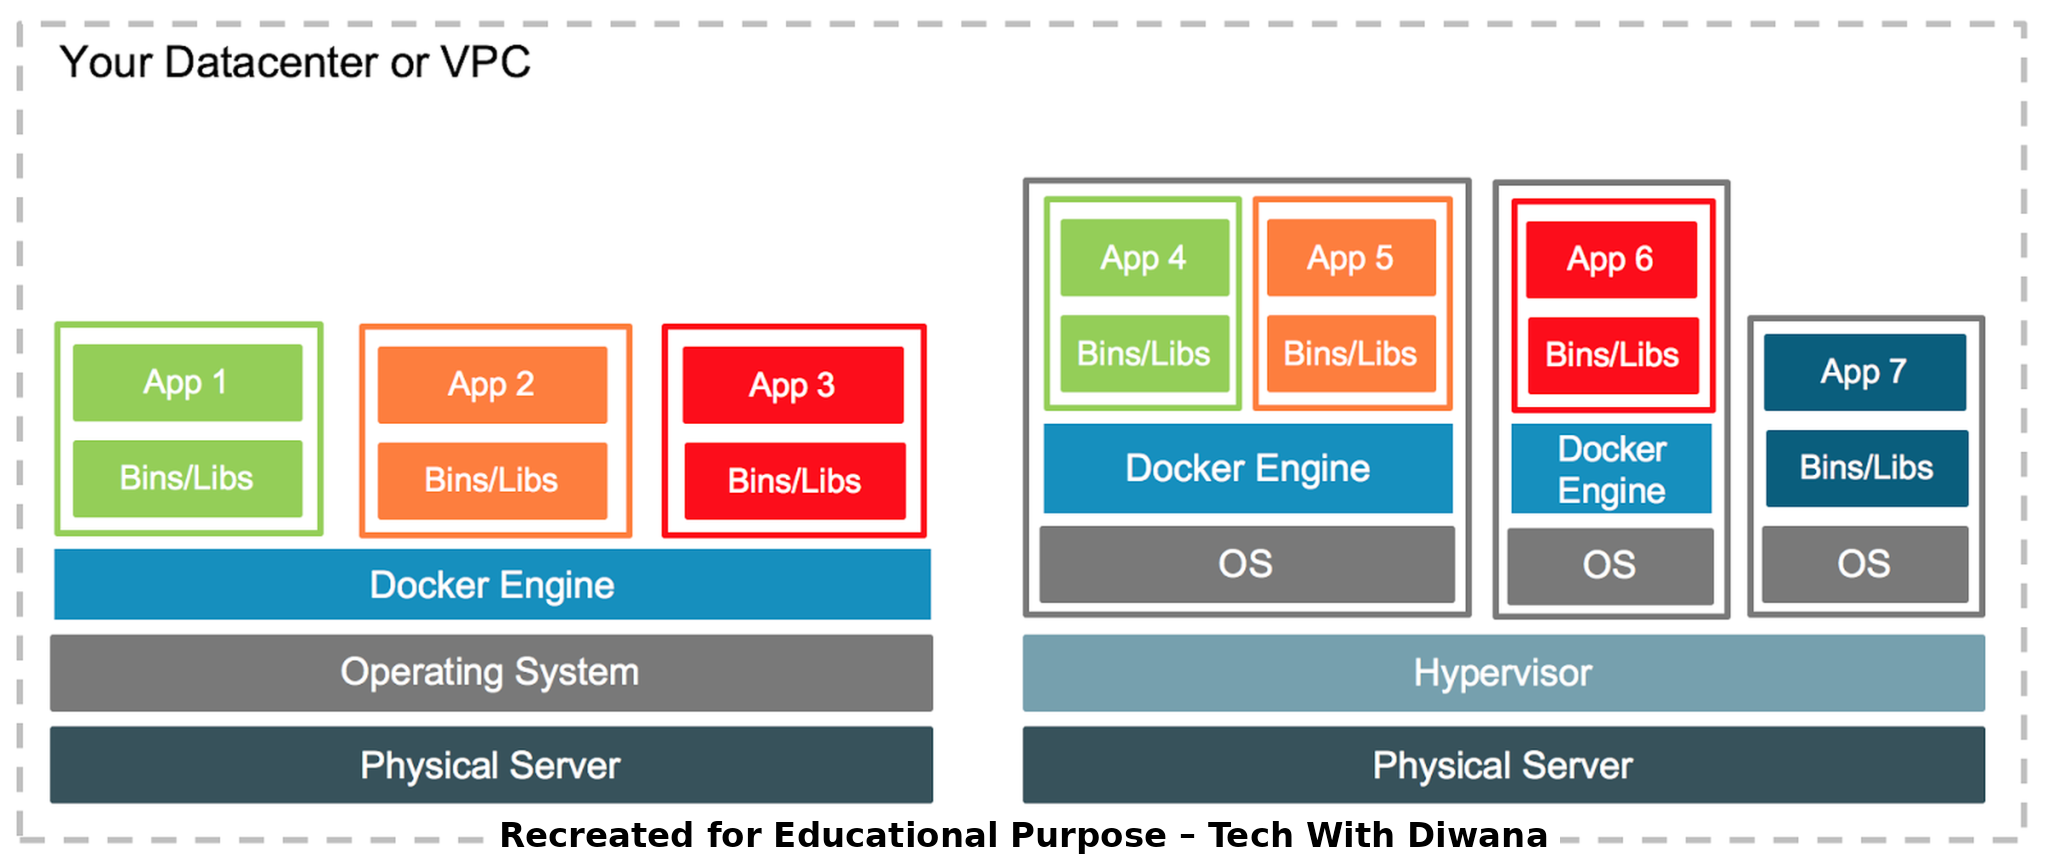 Your Datacenter or VPC
App 1
Bins/Libs
App 2
Bins/Libs
App 3
Bins/Libs
Docker Engine
Operating System
Physical Server
App 4
Bins/Libs
App 5
Bins/Libs
Docker Engine
OS
App 6
Bins/Libs
Docker
Engine
OS
App 7
Bins/Libs
OS
Hypervisor
Physical Server
Recreated for Educational Purpose – Tech With Diwana